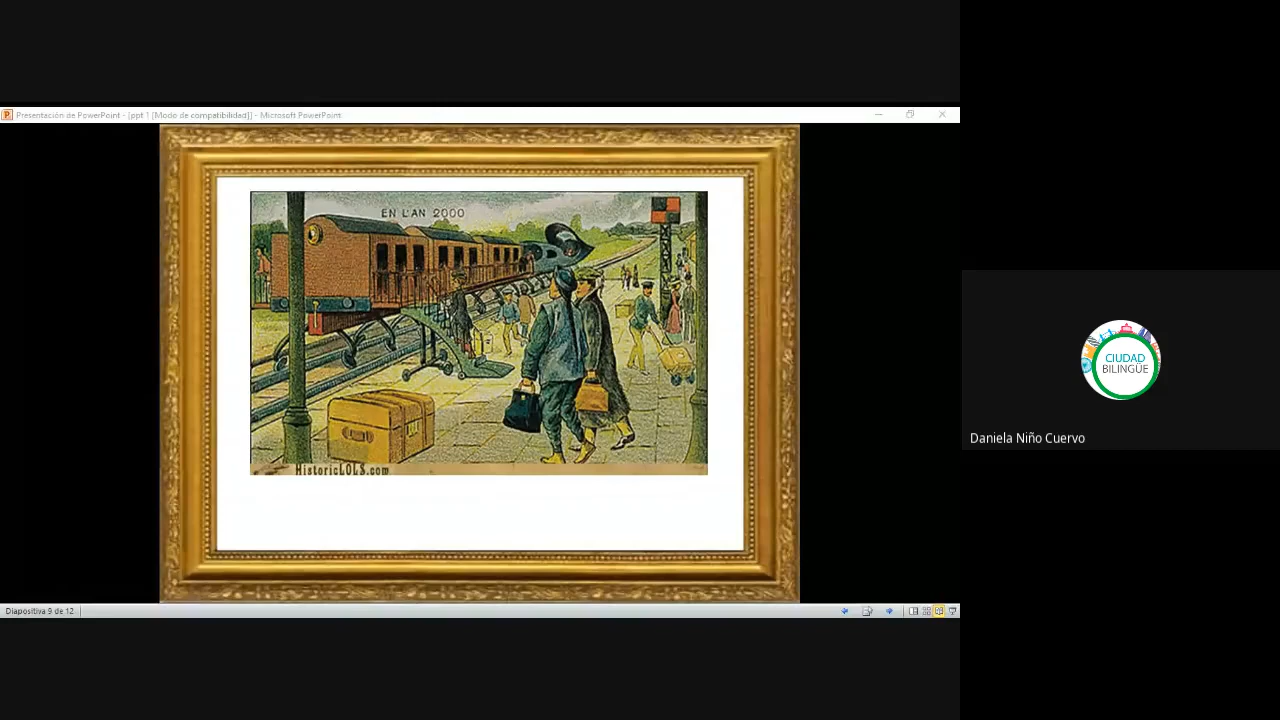 Presentación de PowerPoint - [ppt 1 [Modo de compatibilidad]] - Microsoft PowerPoint
EN L'AN 2000
HistoricLOLS.com
CIUDAD
BILINGÜE
Daniela Niño Cuervo
Diapositiva 9 de 12